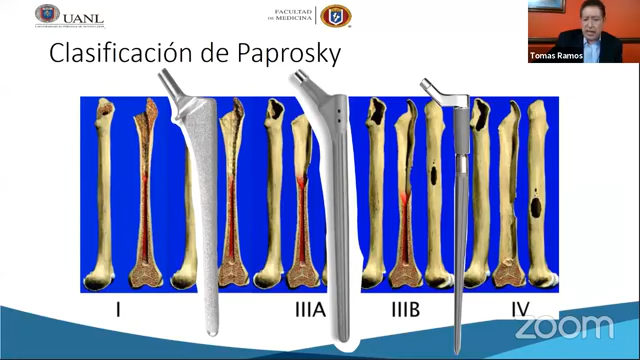 UANL
FACULTAD
DE MEDICINA
Tomas Ramos
Clasificación de Paprosky
I
IIIA
IIIB
IV
zoom